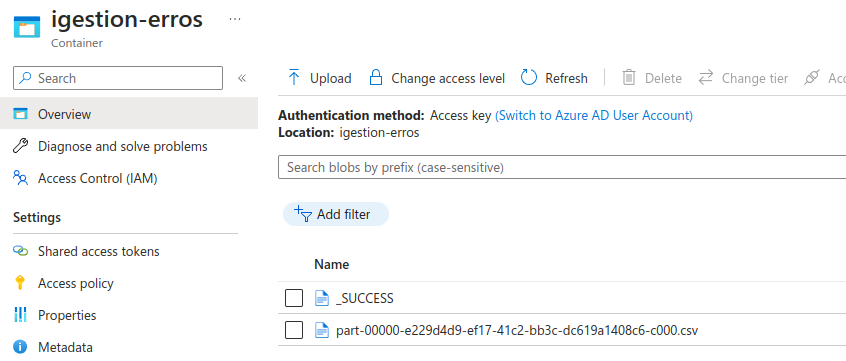 igestion-erros ...
Container
Search «
Overview
Diagnose and solve problems
Access Control (IAM)
Settings
Shared access tokens
Access policy
Properties
Metadata
Upload Change access level Refresh Delete Change tier Acc
Authentication method: Access key (Switch to Azure AD User Account)
Location: igestion-erros
Search blobs by prefix (case-sensitive)
Add filter
Name
_SUCCESS
part-00000-e229d4d9-ef17-41c2-bb3c-dc619a1408c6-c000.csv